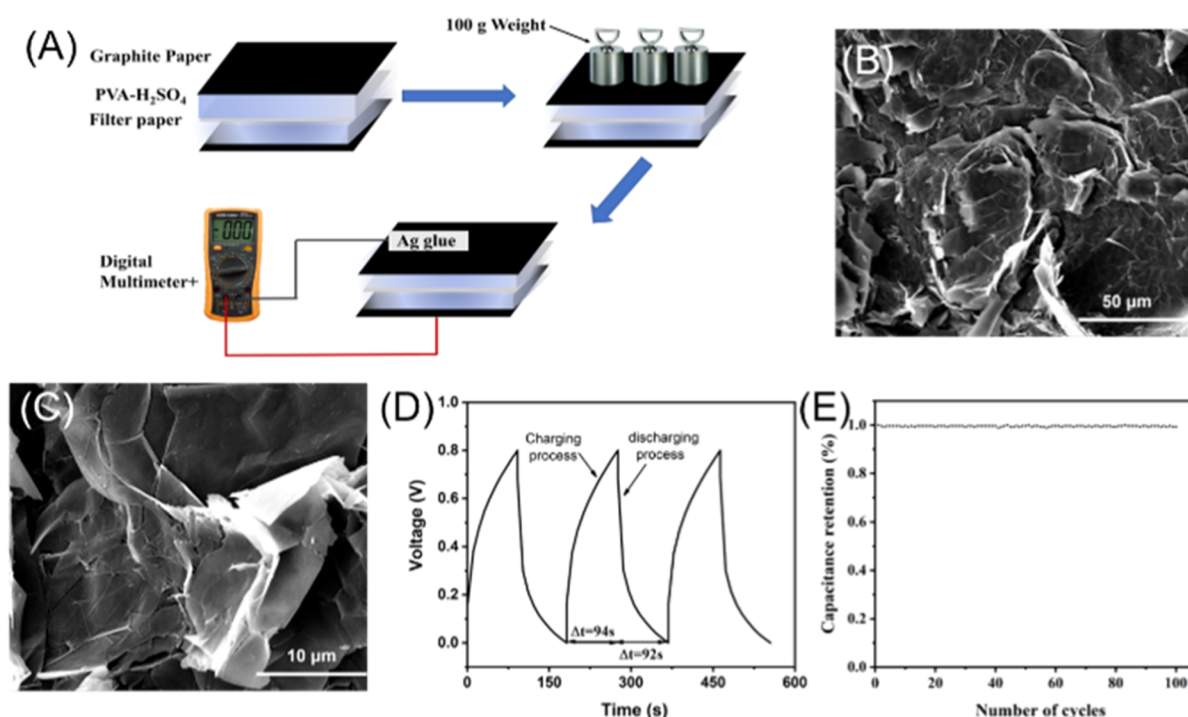 (A)
Graphite Paper
PVA-H₂SO₄
Filter paper
100 g Weight
Ag glue
Digital
Multimeter+
(B)
50 μm
(C)
10 μm
(D)
1.0
0.8
0.6
0.4
0.2
0.0
Voltage (V)
Charging
process
discharging
process
Δt=94s
Δt=92s
0
150
300
450
600
Time (s)
(E)
1.0
0.8
0.6
0.4
0.2
0.0
Capacitance retention (%)
0
20
40
60
80
100
Number of cycles